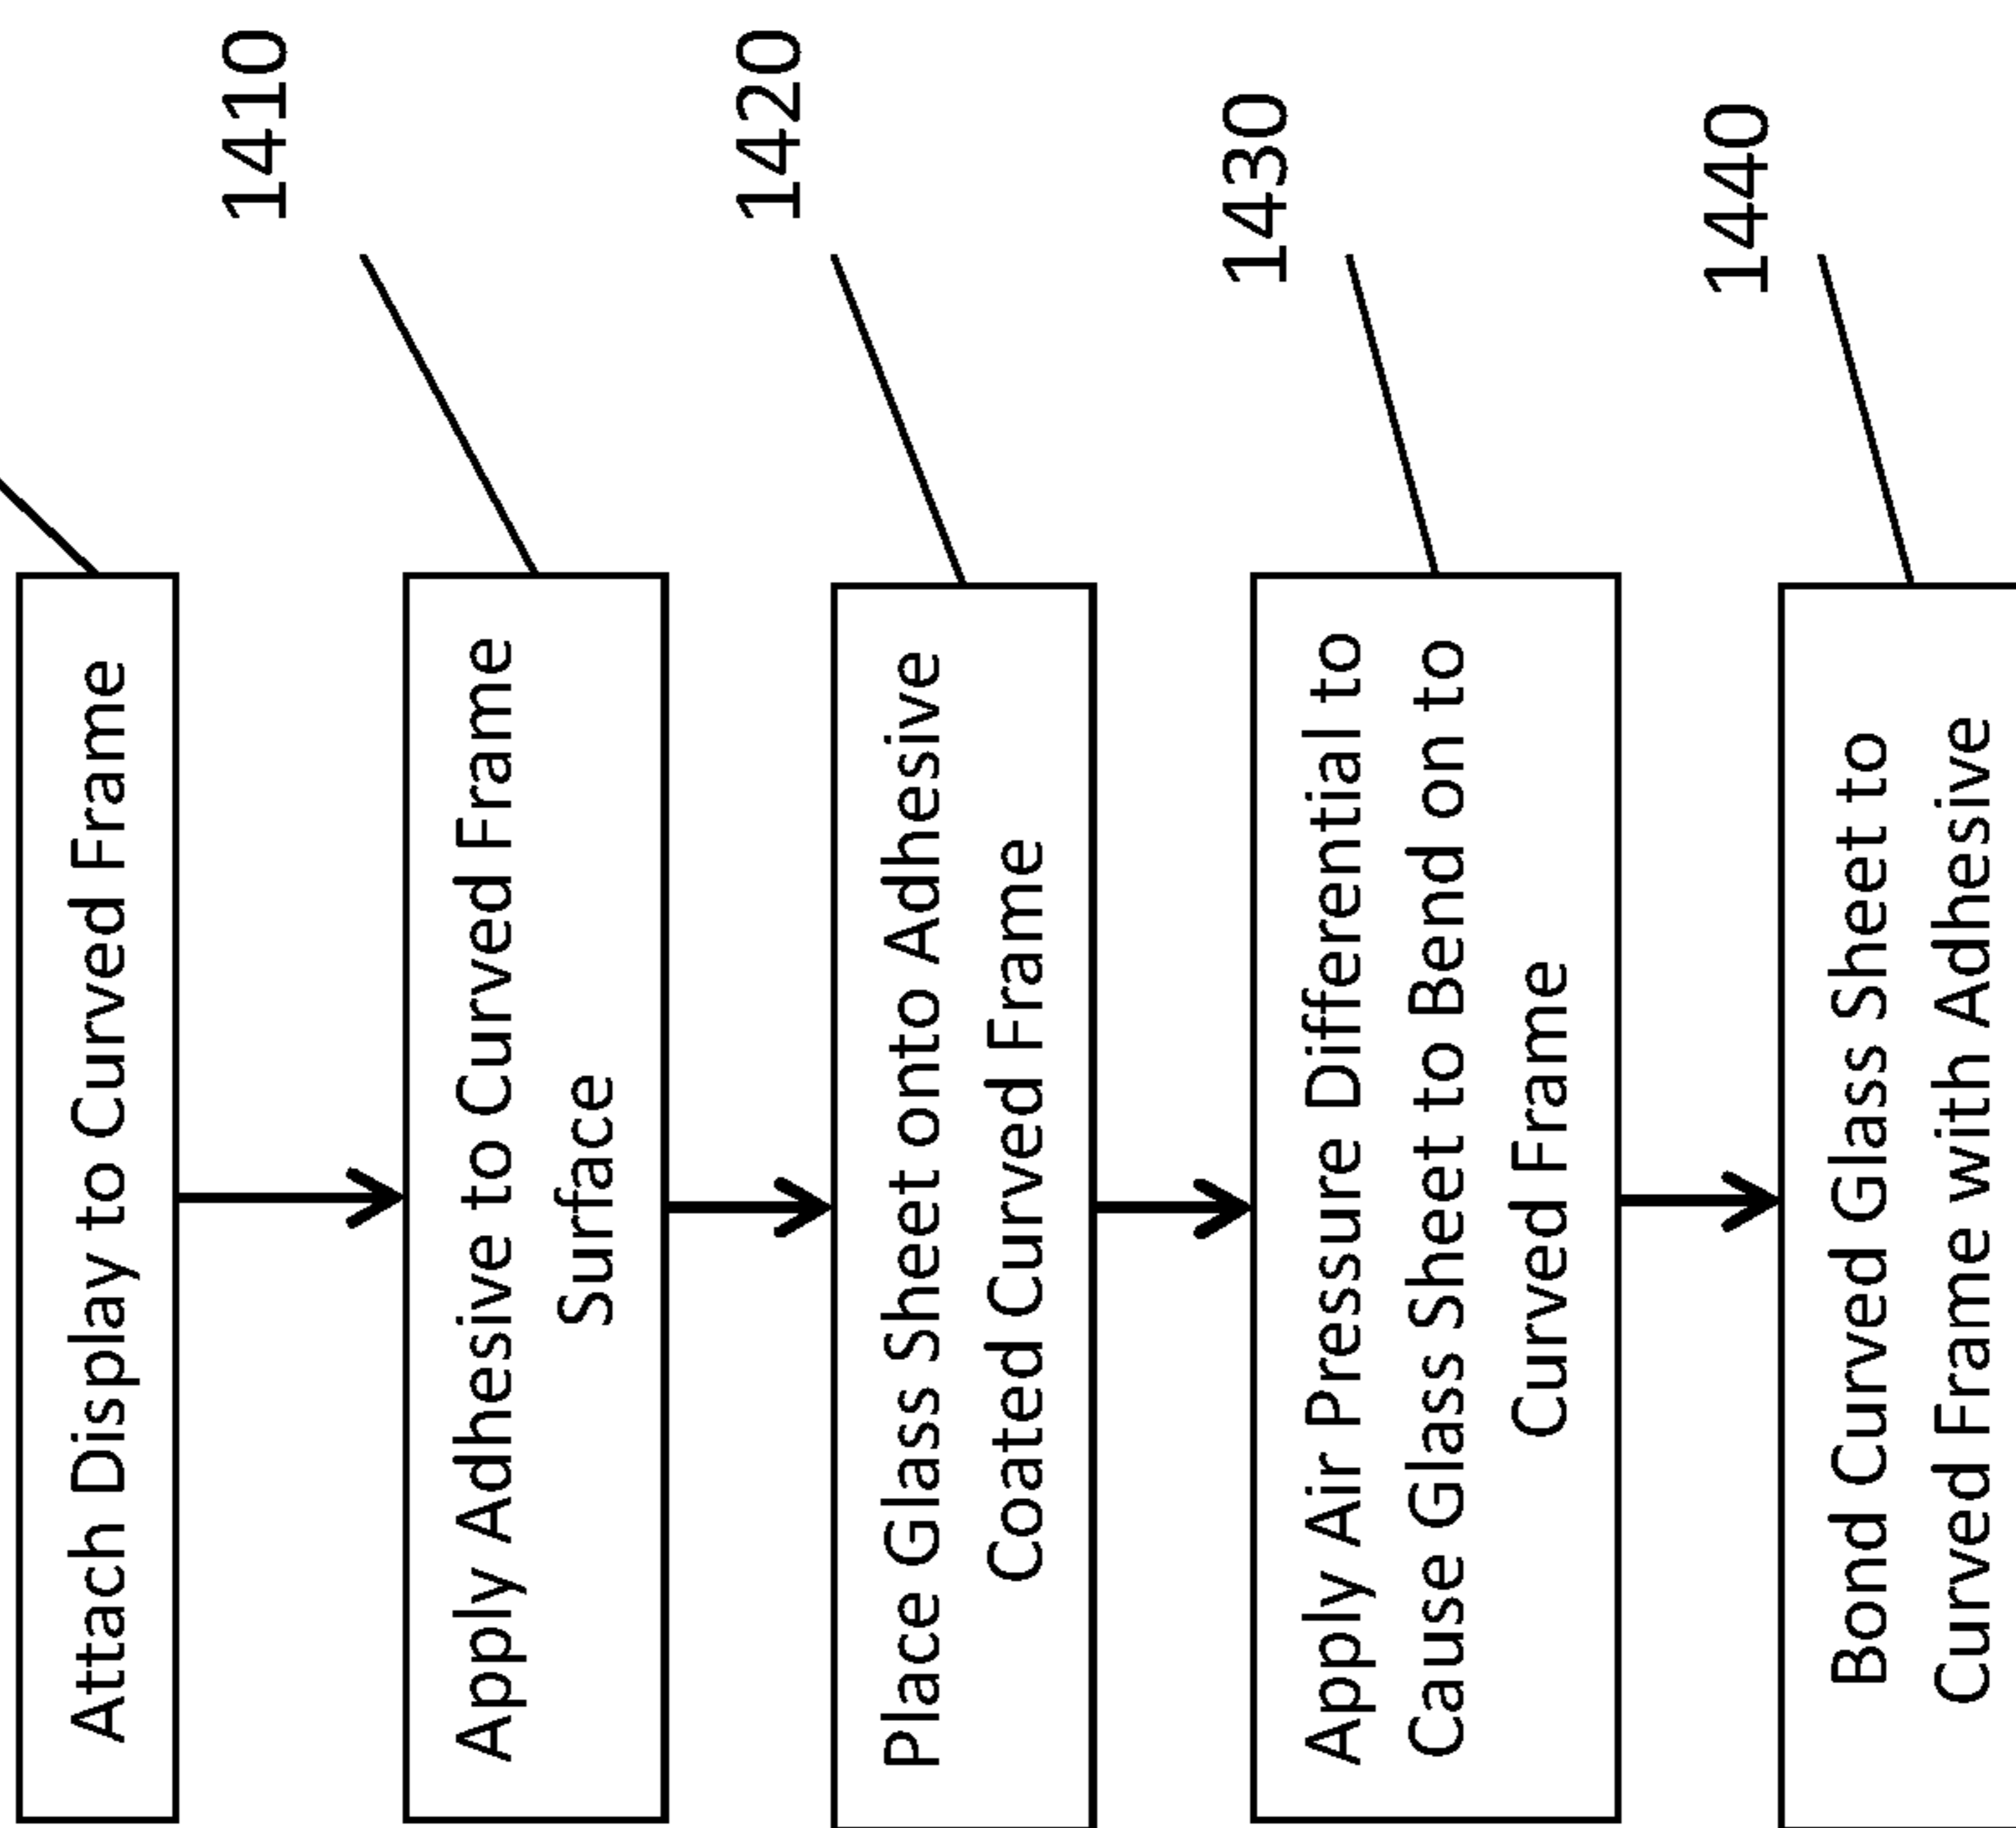 Attach Display to Curved Frame
1410
Apply Adhesive to Curved Frame
Surface
1420
Place Glass Sheet onto Adhesive
Coated Curved Frame
1430
Apply Air Pressure Differential to
Cause Glass Sheet to Bend on to
Curved Frame
1440
Bond Curved Glass Sheet to
Curved Frame with Adhesive